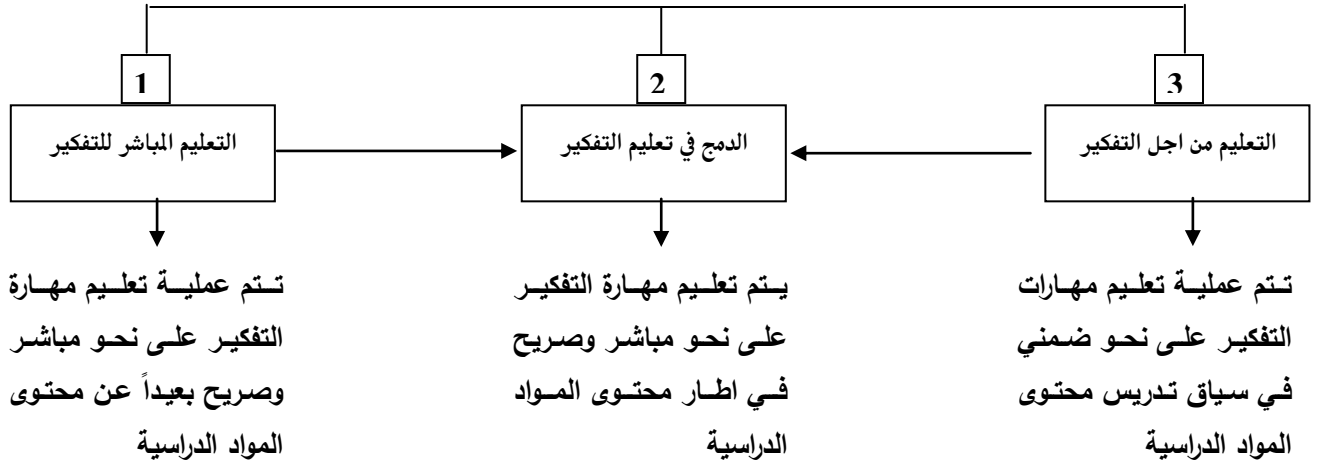 1
التعليم المباشر للتفكير
تتم عملية تعليم مهارة
التفكير على نحو مباشر
وصريح بعيداً عن محتوى
المواد الدراسية
2
الدمج في تعليم التفكير
يتم تعليم مهارة التفكير
على نحو مباشر وصريح
في اطار محتوى المواد
الدراسية
3
التعليم من اجل التفكير
تتم عملية تعليم مهارات
التفكير على نحو ضمني
في سياق تدريس محتوى
المواد الدراسية